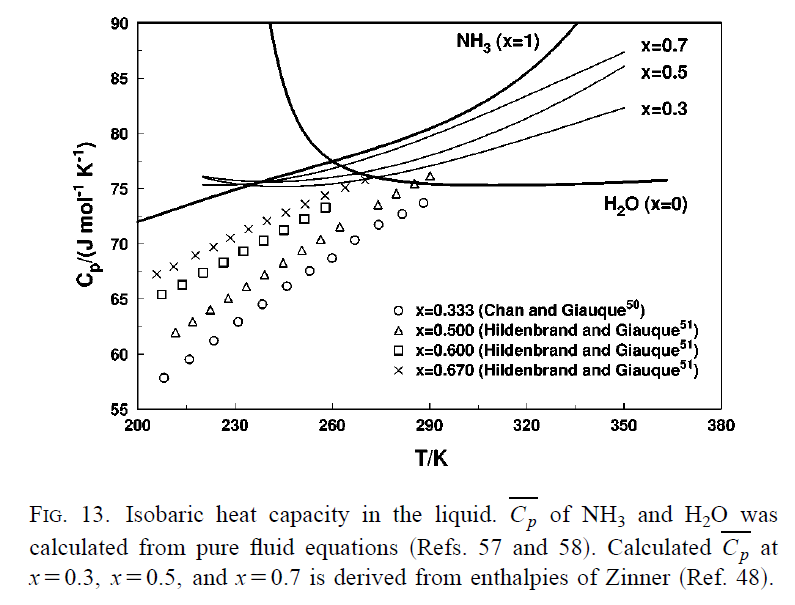 90
85
80
75
70
65
60
55
Cp/(J mol⁻¹ K⁻¹)
NH₃ (x=1)
x=0.7
x=0.5
x=0.3
H₂O (x=0)
○ x=0.333 (Chan and Giauque⁵⁰)
△ x=0.500 (Hildenbrand and Giauque⁵¹)
□ x=0.600 (Hildenbrand and Giauque⁵¹)
× x=0.670 (Hildenbrand and Giauque⁵¹)
200 230 260 290 320 350 380
T/K
FIG. 13. Isobaric heat capacity in the liquid. C̅p̅ of NH₃ and H₂O was
calculated from pure fluid equations (Refs. 57 and 58). Calculated C̅p̅ at
x=0.3, x=0.5, and x=0.7 is derived from enthalpies of Zinner (Ref. 48).